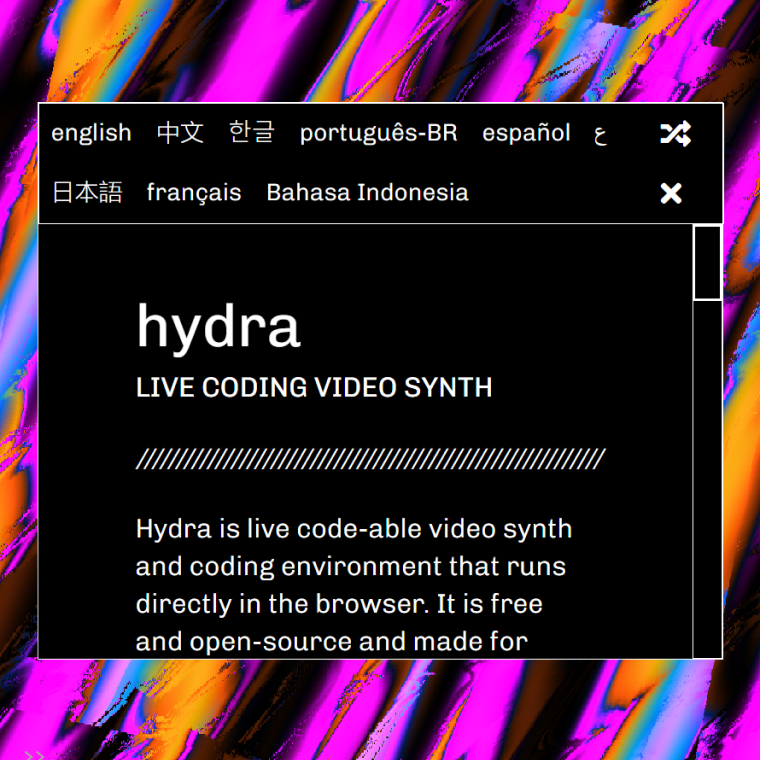 english 中文 한글 português-BR español ع
日本語 français Bahasa Indonesia
hydra
LIVE CODING VIDEO SYNTH
////////////////////////////////////////////////////////////
Hydra is live code-able video synth
and coding environment that runs
directly in the browser. It is free
and open-source and made for
>>